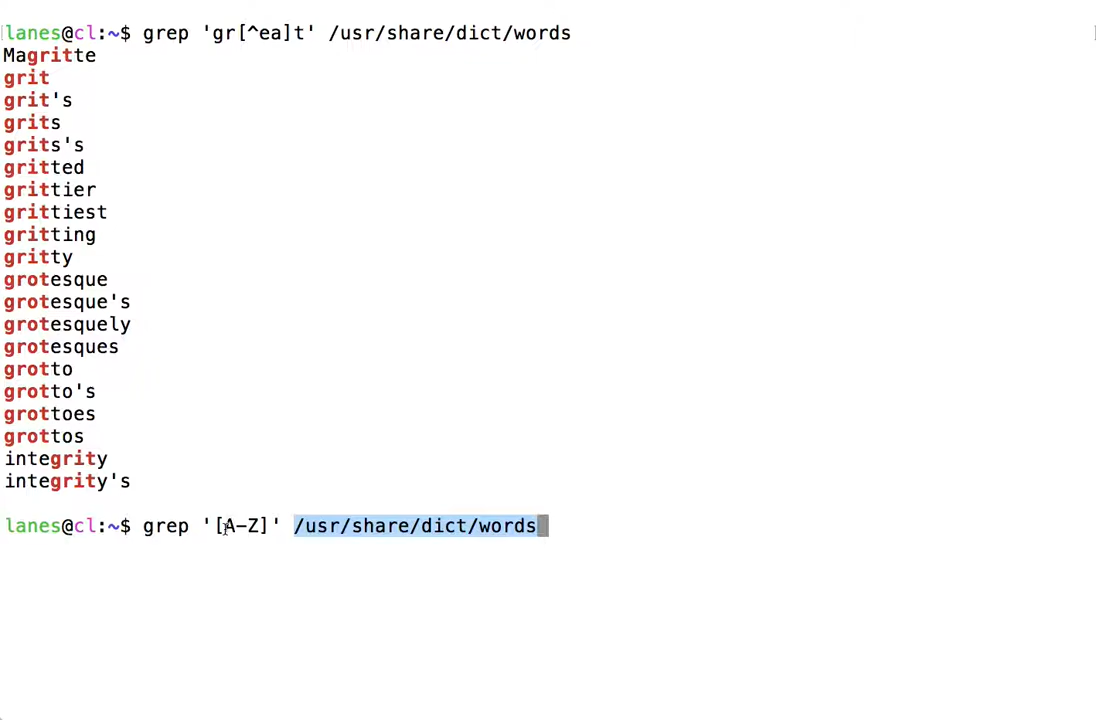 lanes@cl:~$ grep 'gr[^ea]t' /usr/share/dict/words
Magritte
grit
grit's
grits
grits's
gritted
grittier
grittiest
gritting
gritty
grotesque
grotesque's
grotesquely
grotesques
grotto
grotto's
grottoes
grottos
integrity
integrity's
lanes@cl:~$ grep '[A-Z]' /usr/share/dict/words